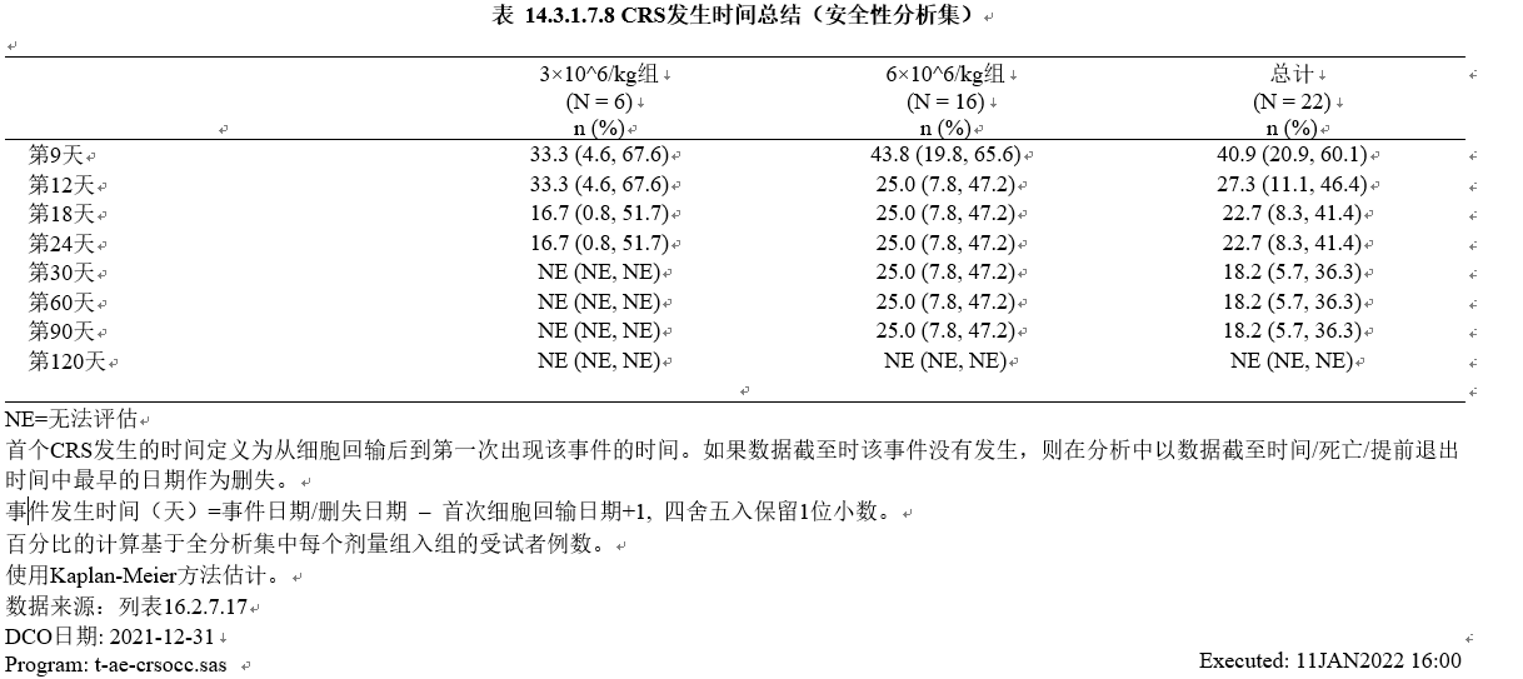 表 14.3.1.7.8 CRS发生时间总结（安全性分析集）
3×10^6/kg组 6×10^6/kg组 总计
(N = 6) (N = 16) (N = 22)
n (%) n (%) n (%)
第9天 33.3 (4.6, 67.6) 43.8 (19.8, 65.6) 40.9 (20.9, 60.1)
第12天 33.3 (4.6, 67.6) 25.0 (7.8, 47.2) 27.3 (11.1, 46.4)
第18天 16.7 (0.8, 51.7) 25.0 (7.8, 47.2) 22.7 (8.3, 41.4)
第24天 16.7 (0.8, 51.7) 25.0 (7.8, 47.2) 22.7 (8.3, 41.4)
第30天 NE (NE, NE) 25.0 (7.8, 47.2) 18.2 (5.7, 36.3)
第60天 NE (NE, NE) 25.0 (7.8, 47.2) 18.2 (5.7, 36.3)
第90天 NE (NE, NE) 25.0 (7.8, 47.2) 18.2 (5.7, 36.3)
第120天 NE (NE, NE) NE (NE, NE) NE (NE, NE)
NE=无法评估
首个CRS发生的时间定义为从细胞回输后到第一次出现该事件的时间。如果数据截至时该事件没有发生，则在分析中以数据截至时间/死亡/提前退出
时间中最早的日期作为删失。
事件发生时间（天）=事件日期/删失日期 – 首次细胞回输日期+1, 四舍五入保留1位小数。
百分比的计算基于全分析集中每个剂量组入组的受试者例数。
使用Kaplan-Meier方法估计。
数据来源：列表16.2.7.17
DCO日期: 2021-12-31
Program: t-ae-crsocc.sas Executed: 11JAN2022 16:00